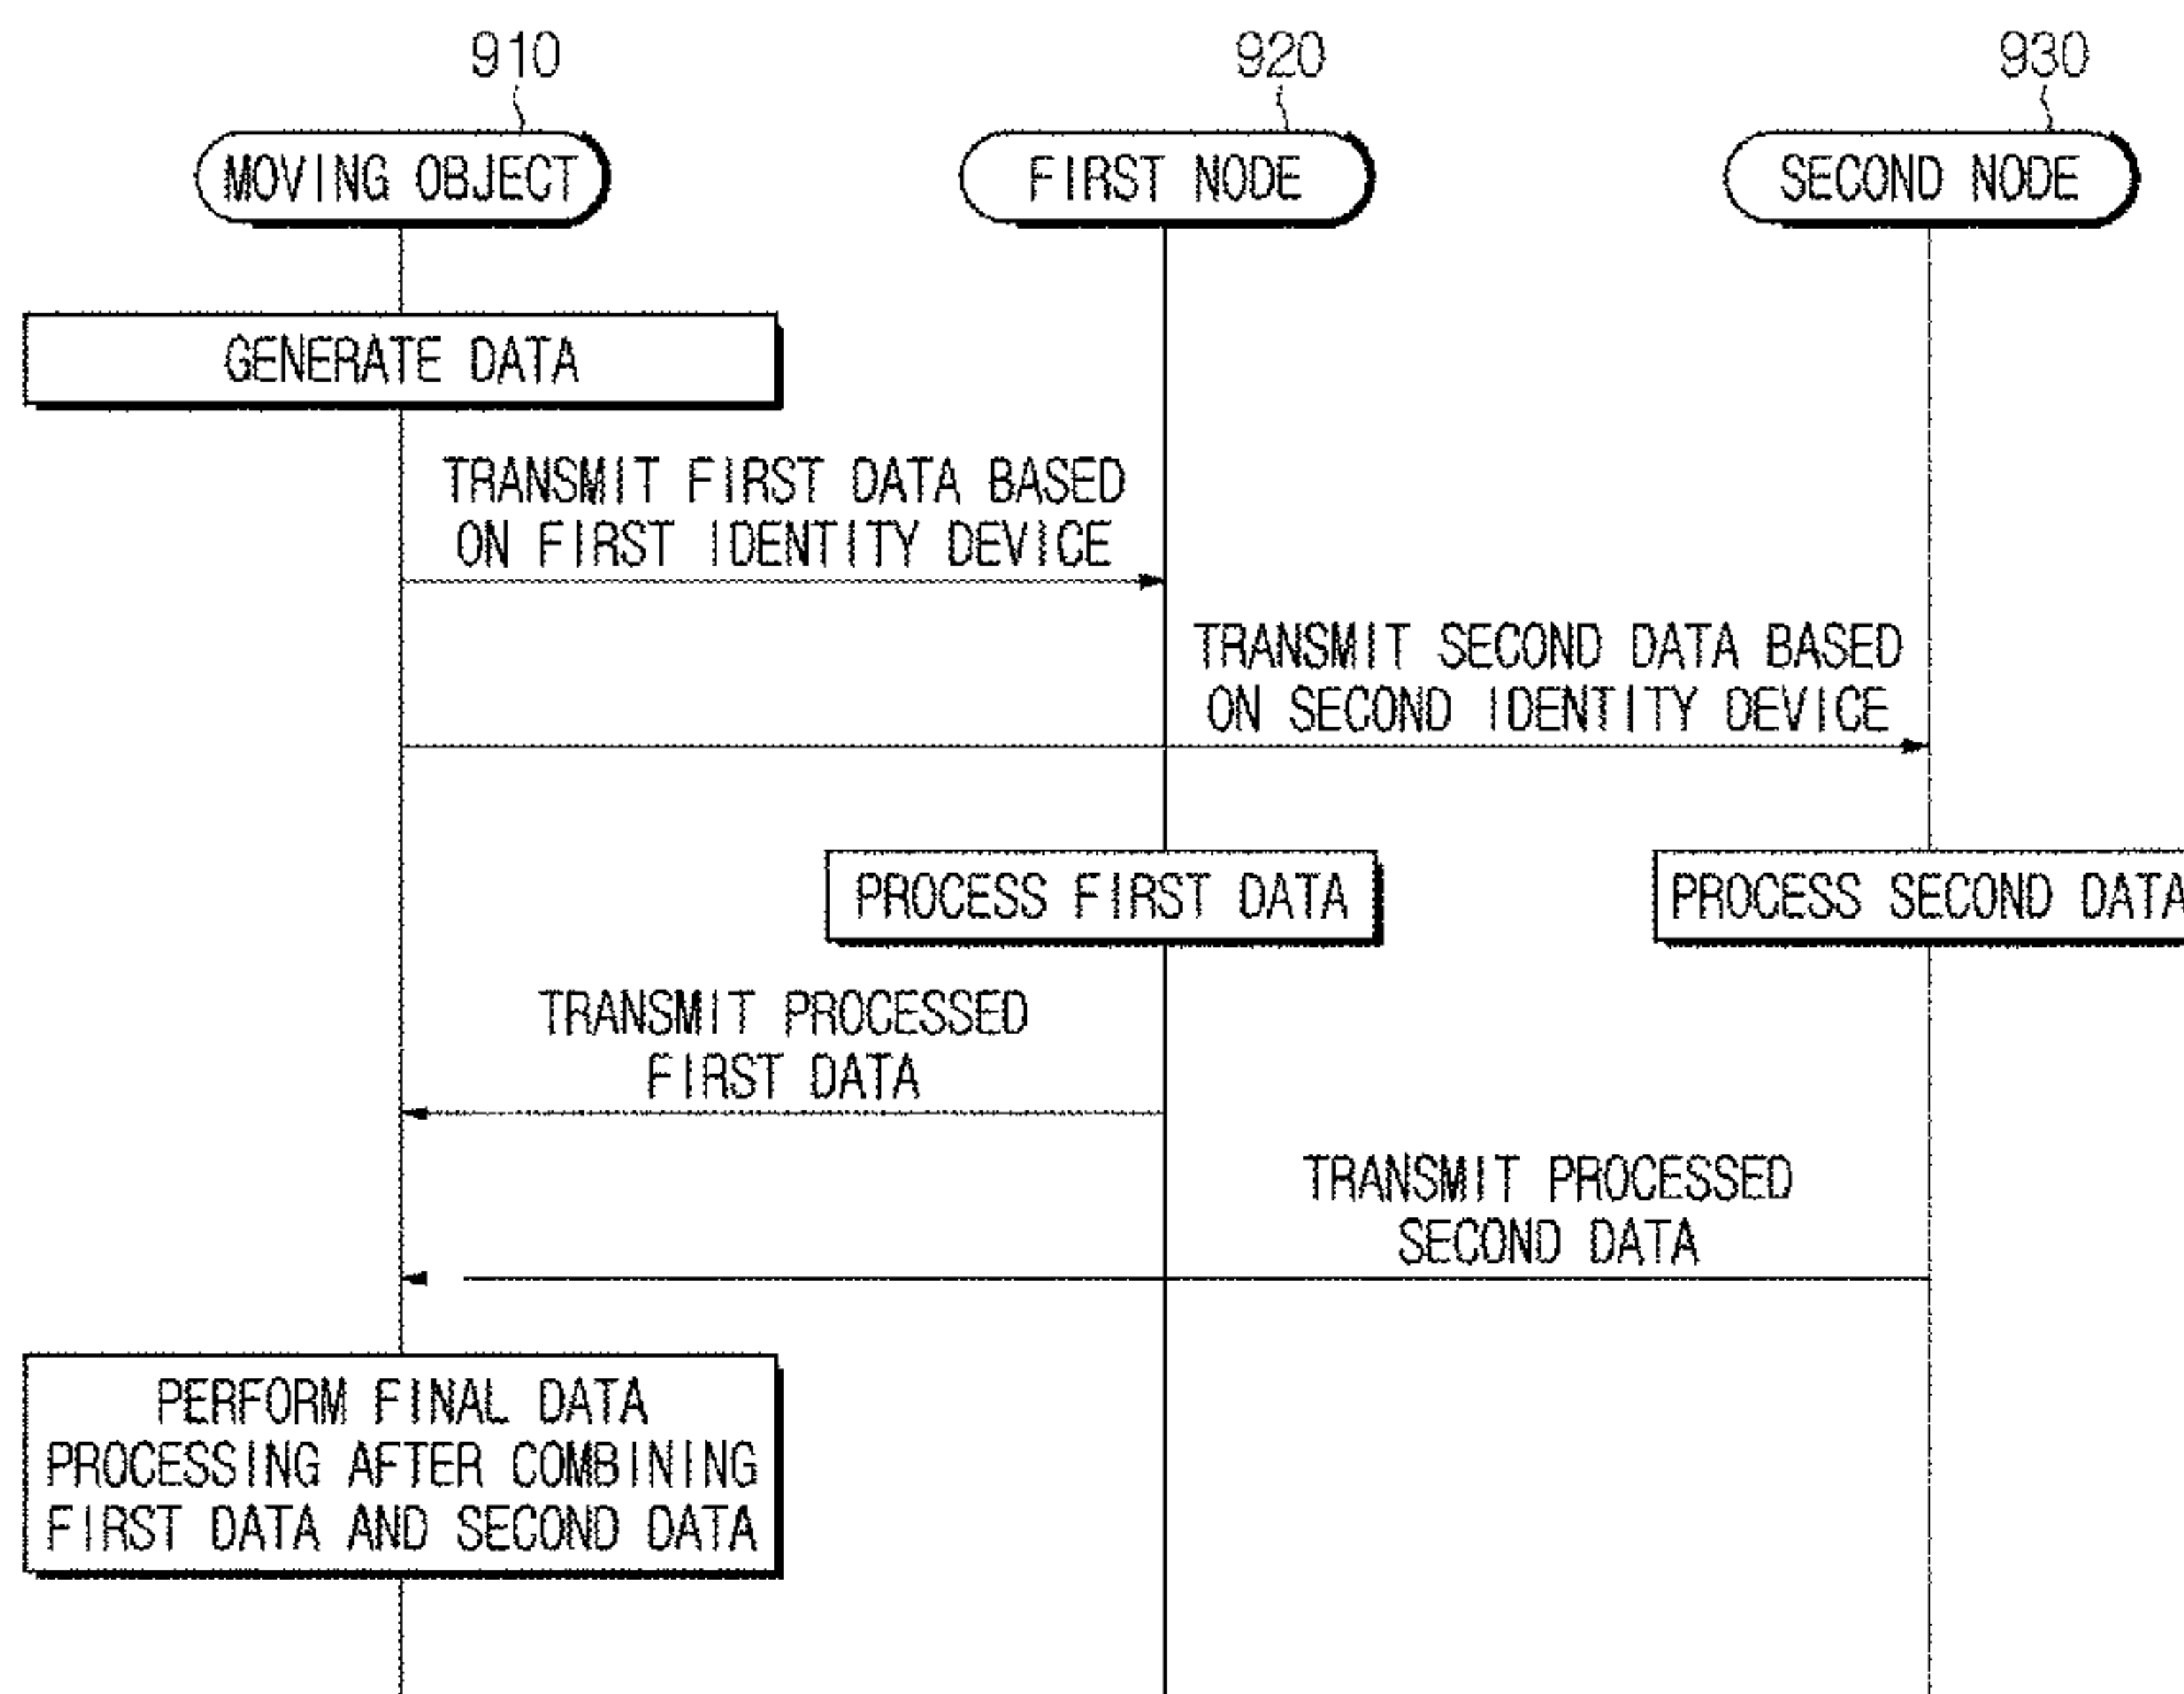 910
920
930
MOVING OBJECT
FIRST NODE
SECOND NODE
GENERATE DATA
TRANSMIT FIRST DATA BASED
ON FIRST IDENTITY DEVICE
TRANSMIT SECOND DATA BASED
ON SECOND IDENTITY DEVICE
PROCESS FIRST DATA
PROCESS SECOND DATA
TRANSMIT PROCESSED
FIRST DATA
TRANSMIT PROCESSED
SECOND DATA
PERFORM FINAL DATA
PROCESSING AFTER COMBINING
FIRST DATA AND SECOND DATA